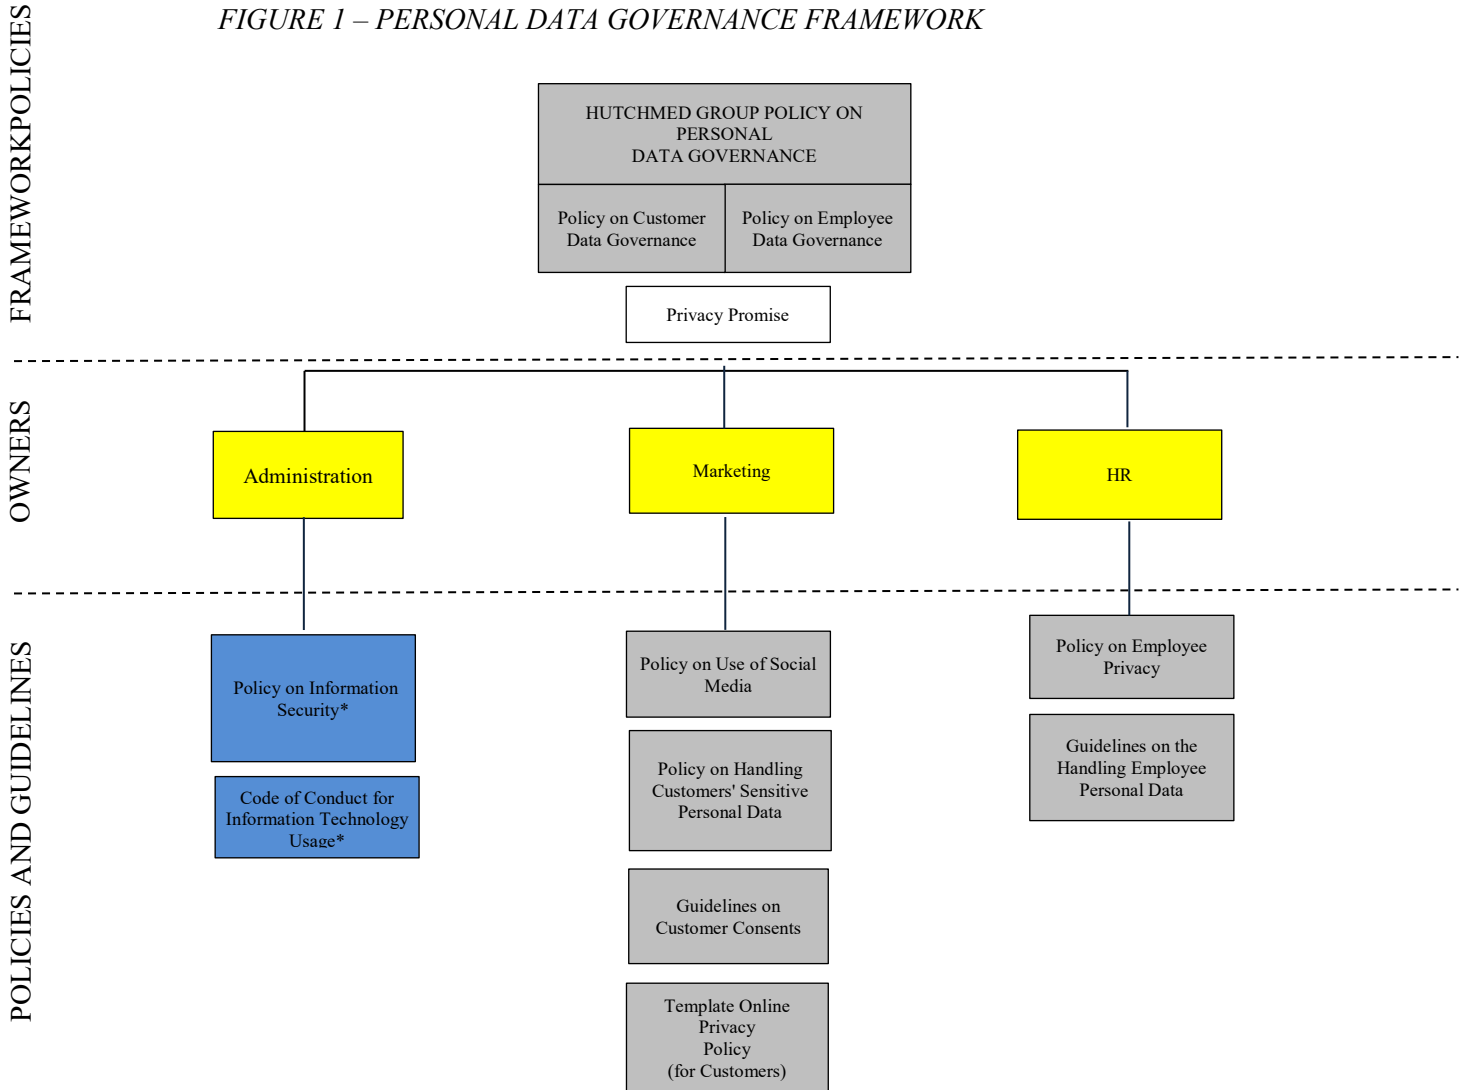 FIGURE 1 – PERSONAL DATA GOVERNANCE FRAMEWORK
FRAMEWORKPOLICIES
HUTCHMED GROUP POLICY ON
PERSONAL
DATA GOVERNANCE
Policy on Customer
Data Governance
Policy on Employee
Data Governance
Privacy Promise
OWNERS
Administration
Marketing
HR
POLICIES AND GUIDELINES
Policy on Information
Security*
Code of Conduct for
Information Technology
Usage*
Policy on Use of Social
Media
Policy on Handling
Customers' Sensitive
Personal Data
Guidelines on
Customer Consents
Template Online
Privacy
Policy
(for Customers)
Policy on Employee
Privacy
Guidelines on the
Handling Employee
Personal Data